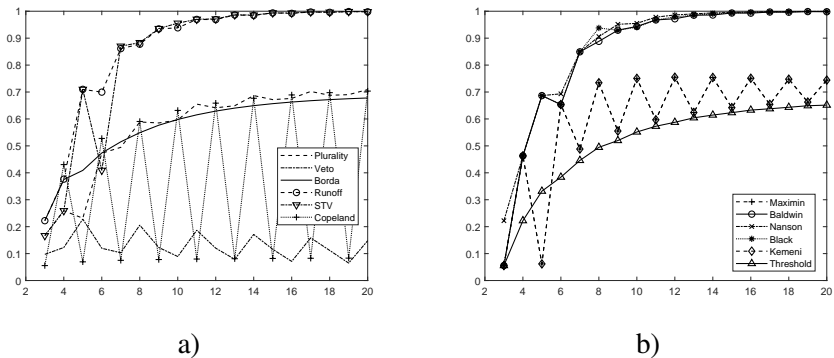 1
0.9
0.8
0.7
0.6
0.5
0.4
0.3
0.2
0.1
0
2 4 6 8 10 12 14 16 18 20
Plurality
Veto
Borda
Runoff
STV
Copeland
a)
1
0.9
0.8
0.7
0.6
0.5
0.4
0.3
0.2
0.1
0
2 4 6 8 10 12 14 16 18 20
Maximin
Baldwin
Nanson
Black
Kemeni
Threshold
b)